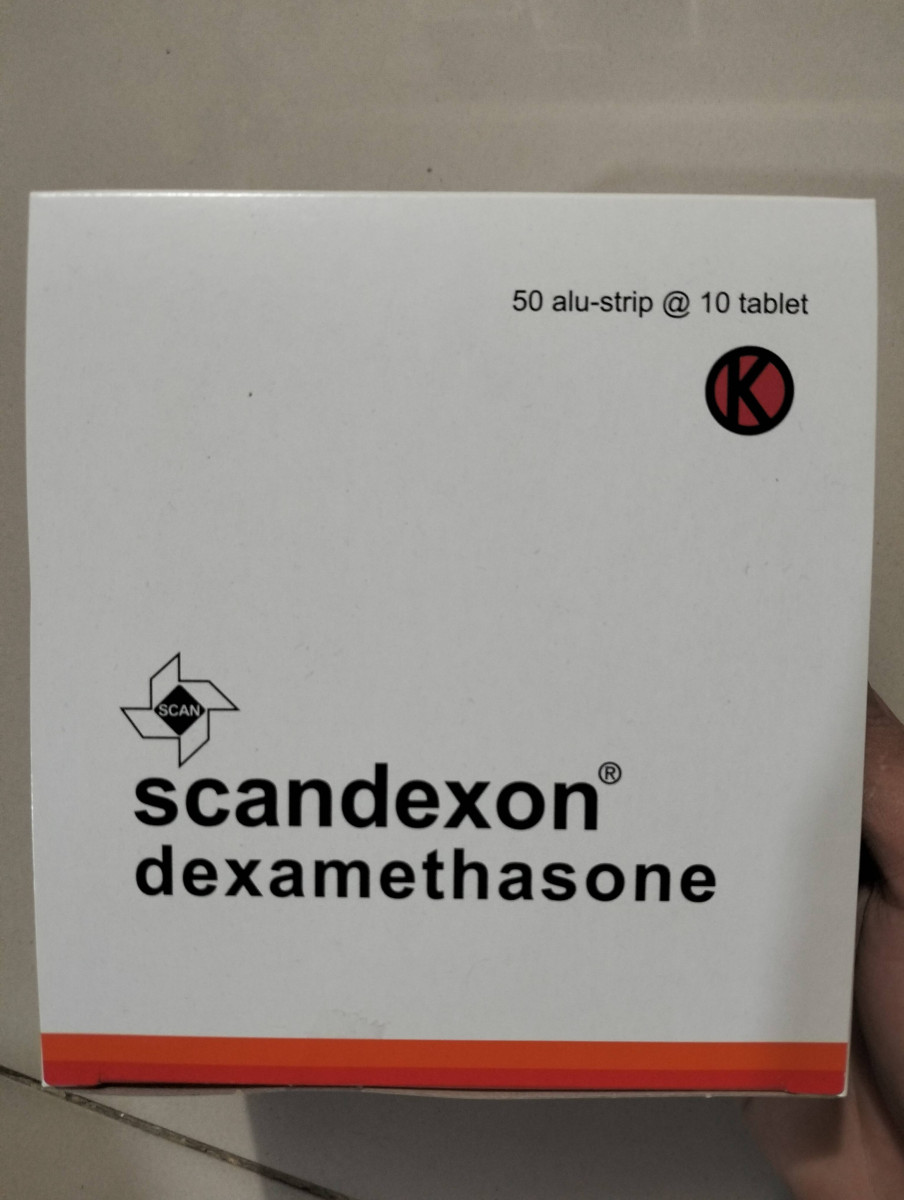 50 alu-strip @ 10 tablet
K
SCAN
scandexon®
dexamethasone